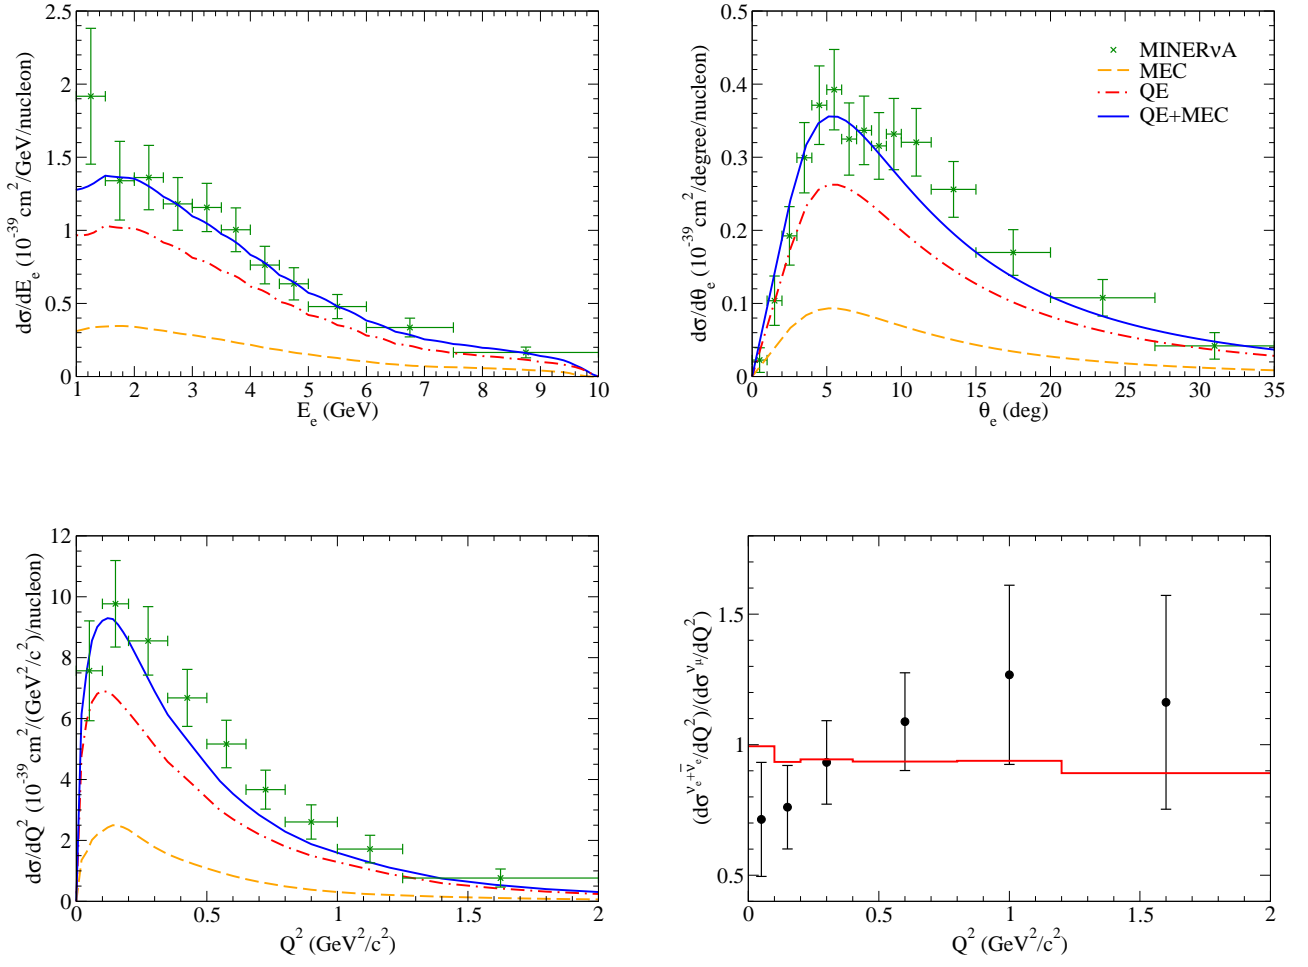 dσ/dE_e (10^-39 cm^2/GeV/nucleon)
2.5
2
1.5
1
0.5
0
1 2 3 4 5 6 7 8 9 10
E_e (GeV)
dσ/dθ_e (10^-39 cm^2/degree/nucleon)
0.5
0.4
0.3
0.2
0.1
0
0 5 10 15 20 25 30 35
θ_e (deg)
MINERνA
MEC
QE
QE+MEC
dσ/dQ^2 (10^-39 cm^2/(GeV^2/c^2)/nucleon)
12
10
8
6
4
2
0
0 0.5 1 1.5 2
Q^2 (GeV^2/c^2)
(dσ^{ν_e+ν̅_e}/dQ^2)/(dσ^{ν_μ}/dQ^2)
1.5
1
0.5
0 0.5 1 1.5 2
Q^2 (GeV^2/c^2)